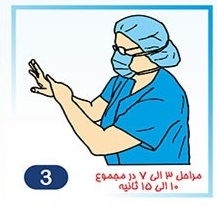 مراحل ۳ الی ۷ در مجموع
۱۰ الی ۱۵ ثانیه
3